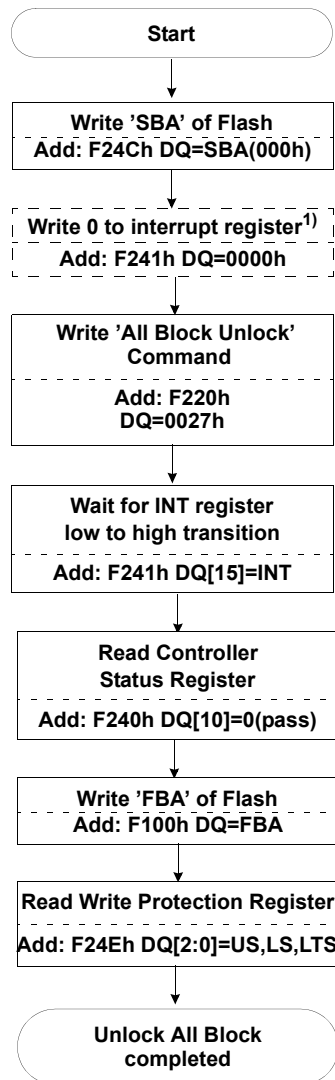 Start
Write ’SBA’ of Flash
Add: F24Ch DQ=SBA(000h)
Write 0 to interrupt register1)
Add: F241h DQ=0000h
Write ’All Block Unlock’
Command
Add: F220h
DQ=0027h
Wait for INT register
low to high transition
Add: F241h DQ[15]=INT
Read Controller
Status Register
Add: F240h DQ[10]=0(pass)
Write ’FBA’ of Flash
Add: F100h DQ=FBA
Read Write Protection Register
Add: F24Eh DQ[2:0]=US,LS,LTS
Unlock All Block
completed